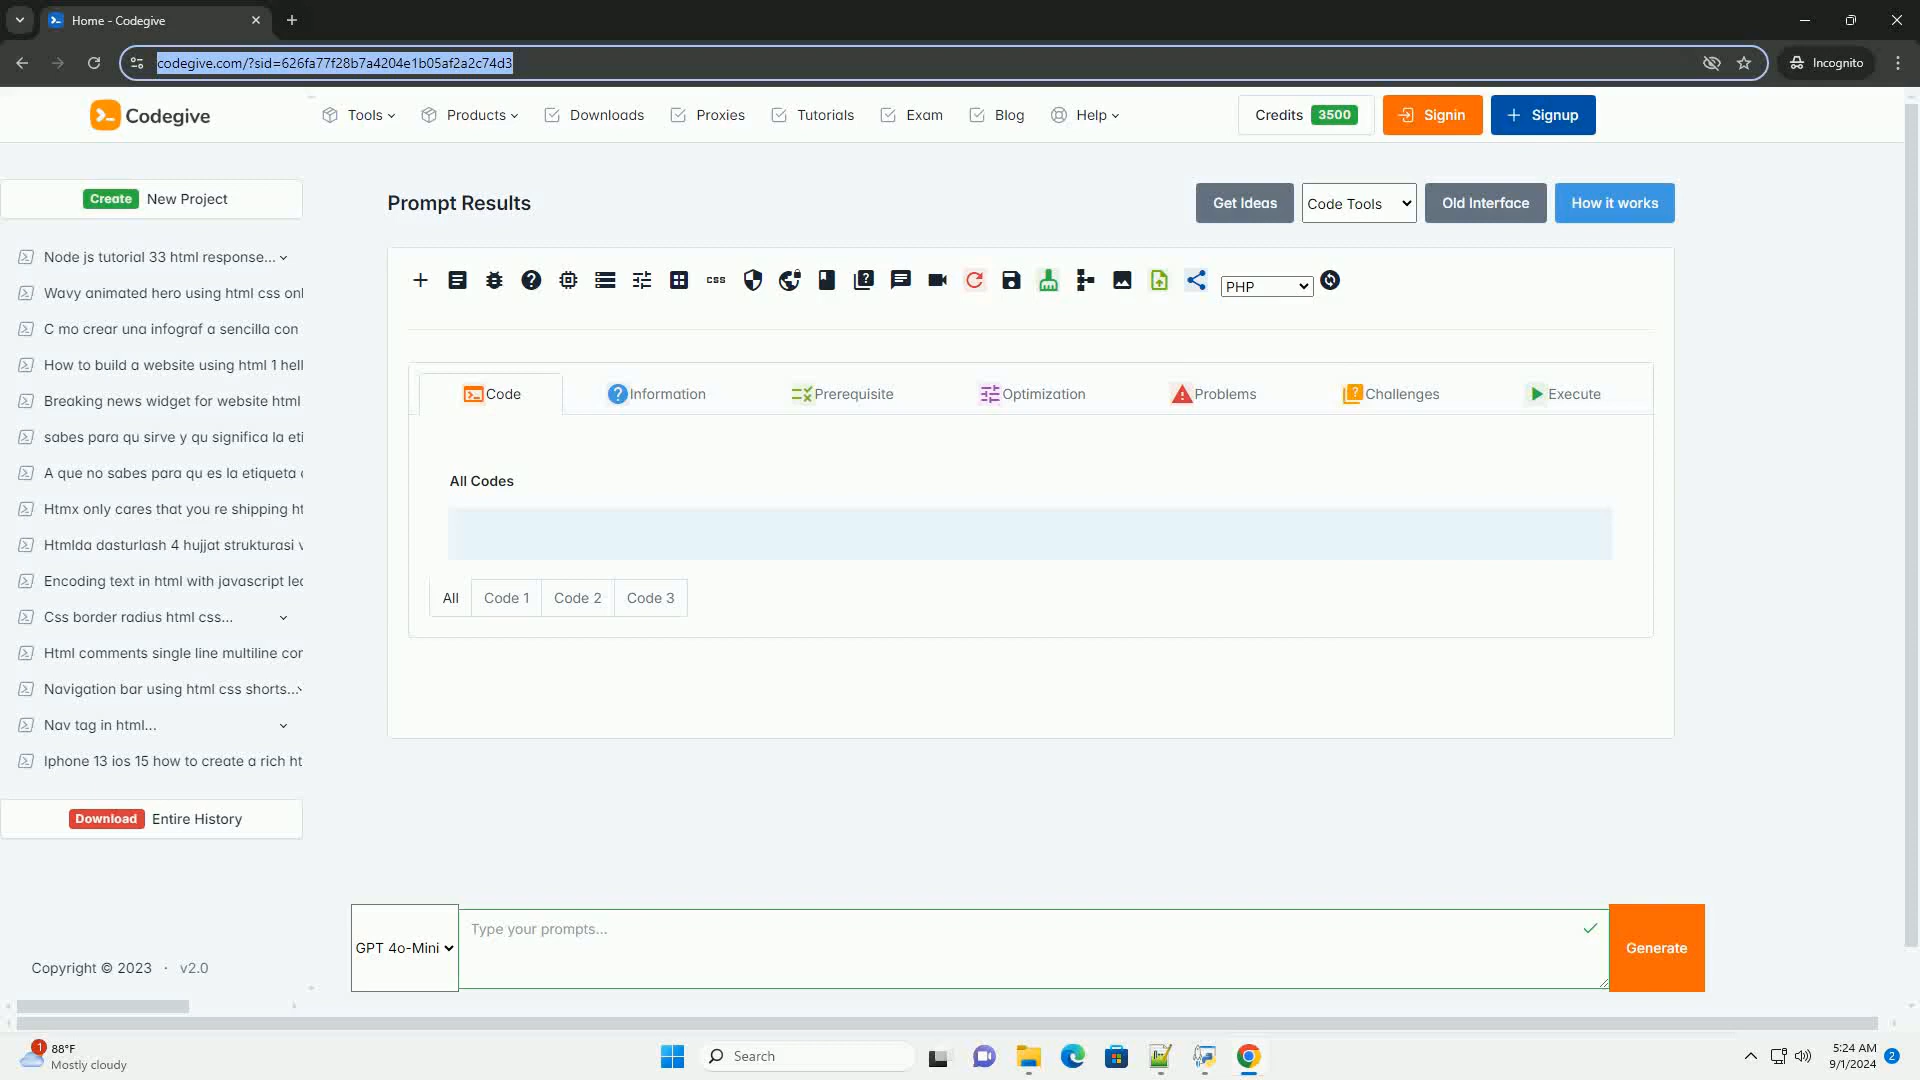 Home - Codegive
codegive.com/?sid=626fa77f28b7a4204e1b05af2a2c74d3
Incognito
Codegive
Tools
Products
Downloads
Proxies
Tutorials
Exam
Blog
Help
Credits 3500
Signin
Signup
Create New Project
Node js tutorial 33 html response...
Wavy animated hero using html css onl
C mo crear una infograf a sencilla con
How to build a website using html 1 hell
Breaking news widget for website html
sabes para qu sirve y qu significa la eti
A que no sabes para qu es la etiqueta
Htmx only cares that you re shipping ht
Htmlda dasturlash 4 hujjat strukturasi v
Encoding text in html with javascript lec
Css border radius html css...
Html comments single line multiline cor
Navigation bar using html css shorts...
Nav tag in html...
Iphone 13 ios 15 how to create a rich ht
Download Entire History
Copyright © 2023 · v2.0
Prompt Results
Get Ideas
Code Tools
Old Interface
How it works
css
PHP
Code
Information
Prerequisite
Optimization
Problems
Challenges
Execute
All Codes
All
Code 1
Code 2
Code 3
GPT 4o-Mini
Type your prompts...
Generate
1
88°F
Mostly cloudy
Search
5:24 AM
9/1/2024
2